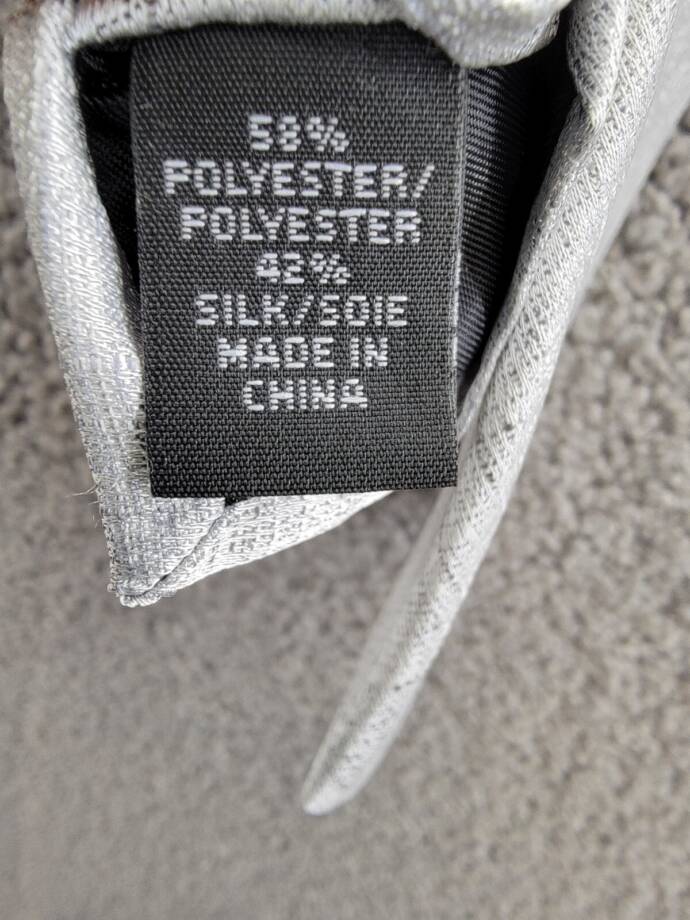 58%
POLYESTER/
POLYESTER
42%
SILK/SOIE
MADE IN
CHINA